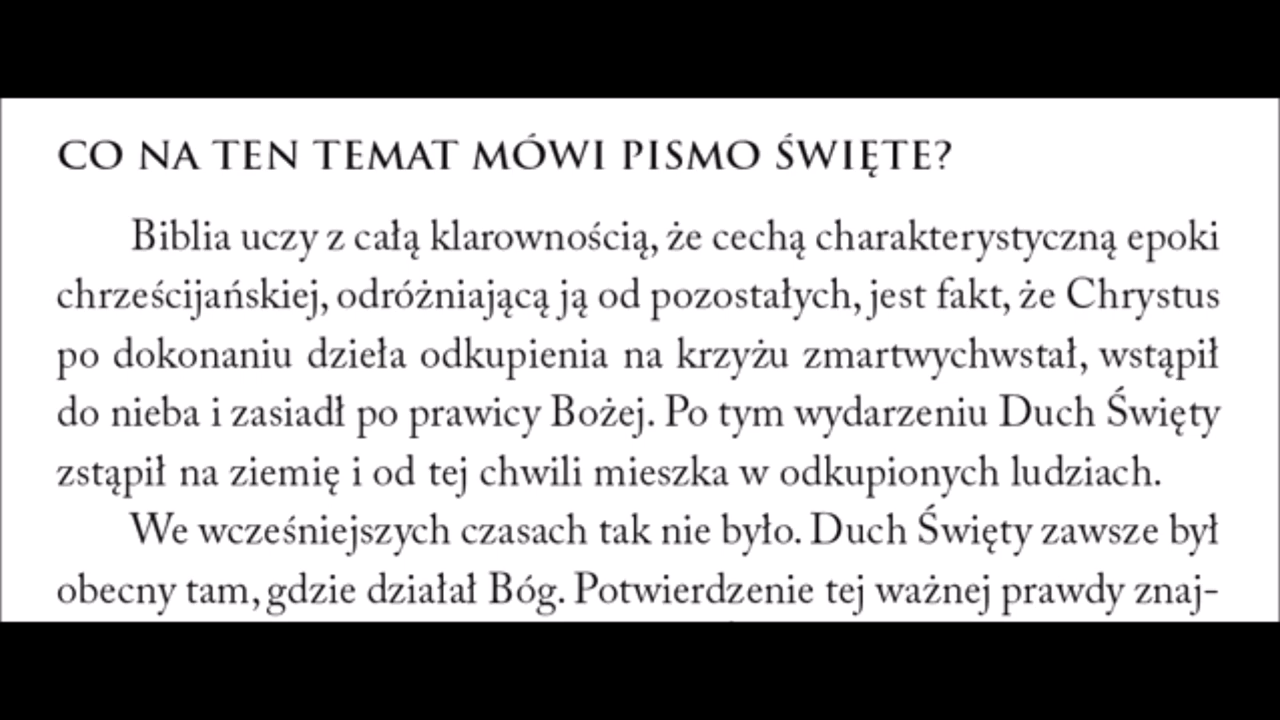 CO NA TEN TEMAT MÓWI PISMO ŚWIĘTE?
Biblia uczy z całą klarownością, że cechą charakterystyczną epoki
chrześcijańskiej, odróżniającą ją od pozostałych, jest fakt, że Chrystus
po dokonaniu dzieła odkupienia na krzyżu zmartwychwstał, wstąpił
do nieba i zasiadł po prawicy Bożej. Po tym wydarzeniu Duch Święty
zstąpił na ziemię i od tej chwili mieszka w odkupionych ludziach.
We wcześniejszych czasach tak nie było. Duch Święty zawsze był
obecny tam, gdzie działał Bóg. Potwierdzenie tej ważnej prawdy znaj-